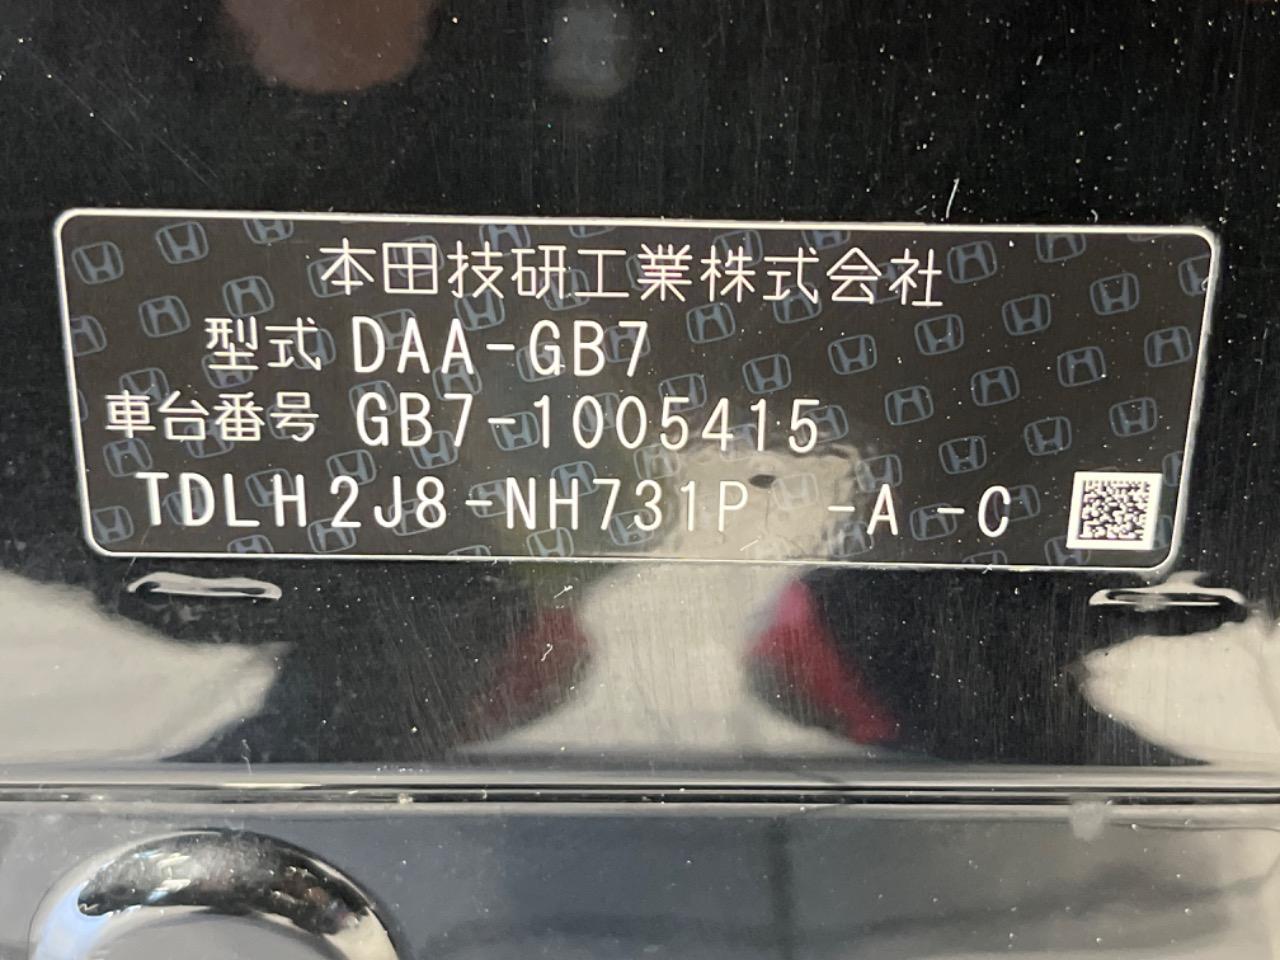 本田技研工業株式会社
型式 DAA-GB7
車台番号 GB7-1005415
TDLH2J8-NH731P -A -C